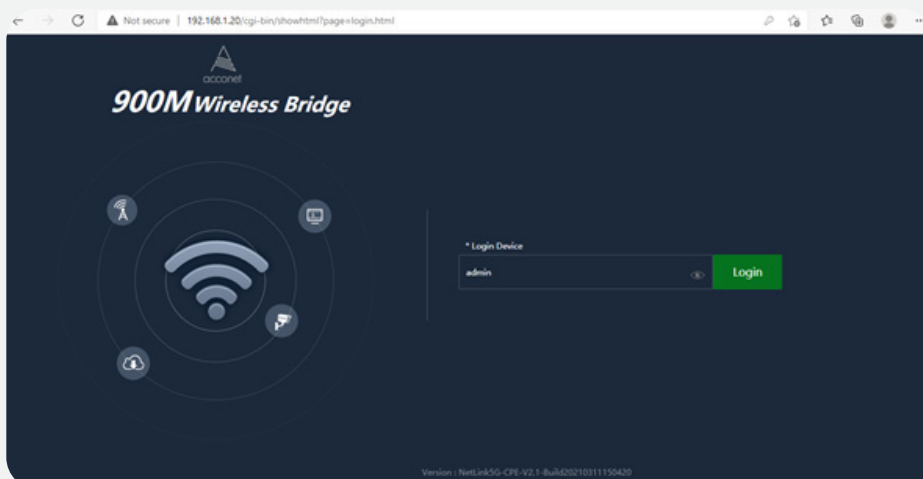 Not secure | 192.168.1.20/cgi-bin/showhtml?page=login.html
acconet
900M Wireless Bridge
* Login Device
admin
Login
Version : NetLink5G-CPE-V2.1-Build20210311150420